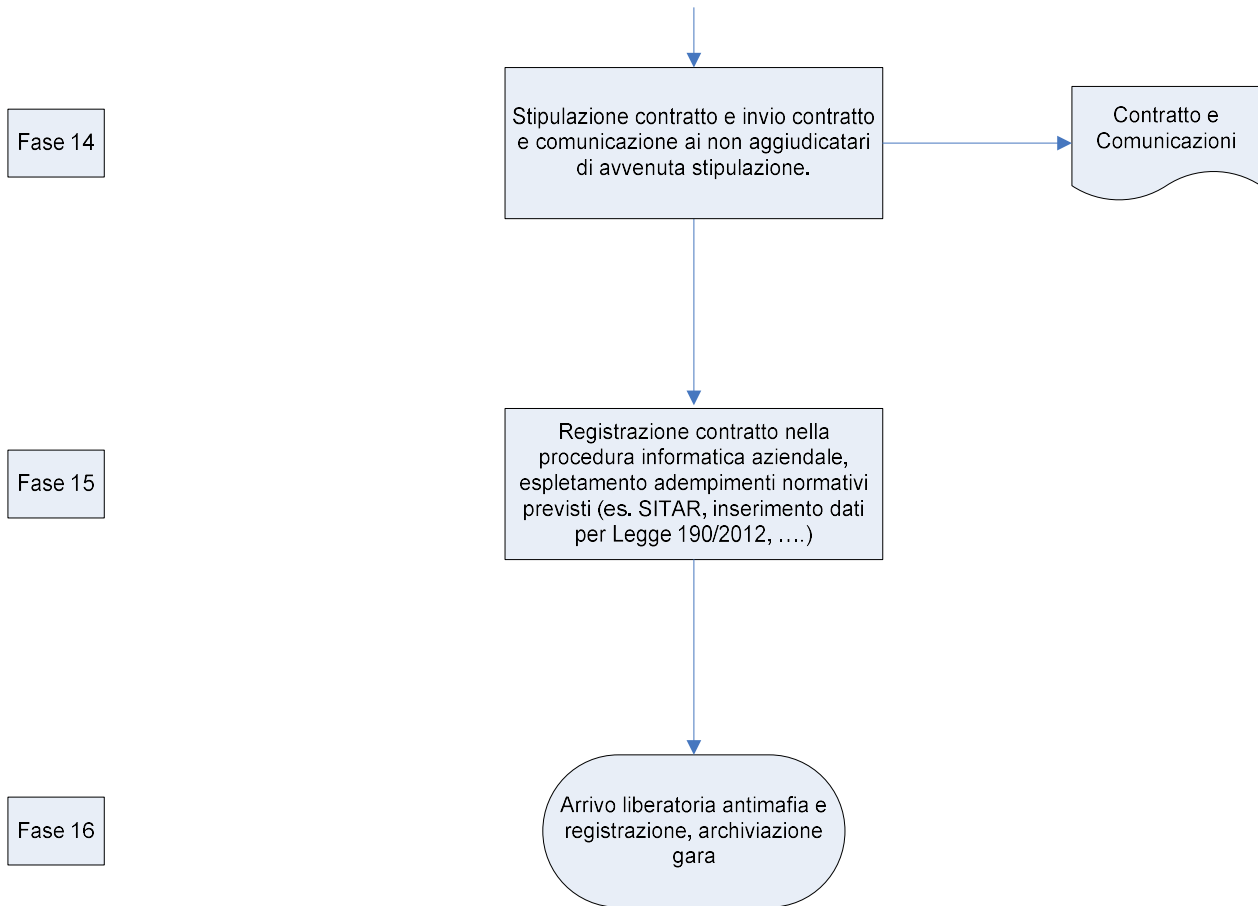 Fase 14
Stipulazione contratto e invio contratto
e comunicazione ai non aggiudicatari
di avvenuta stipulazione.
Contratto e
Comunicazioni
Fase 15
Registrazione contratto nella
procedura informatica aziendale,
espletamento adempimenti normativi
previsti (es. SITAR, inserimento dati
per Legge 190/2012, ….)
Fase 16
Arrivo liberatoria antimafia e
registrazione, archiviazione
gara